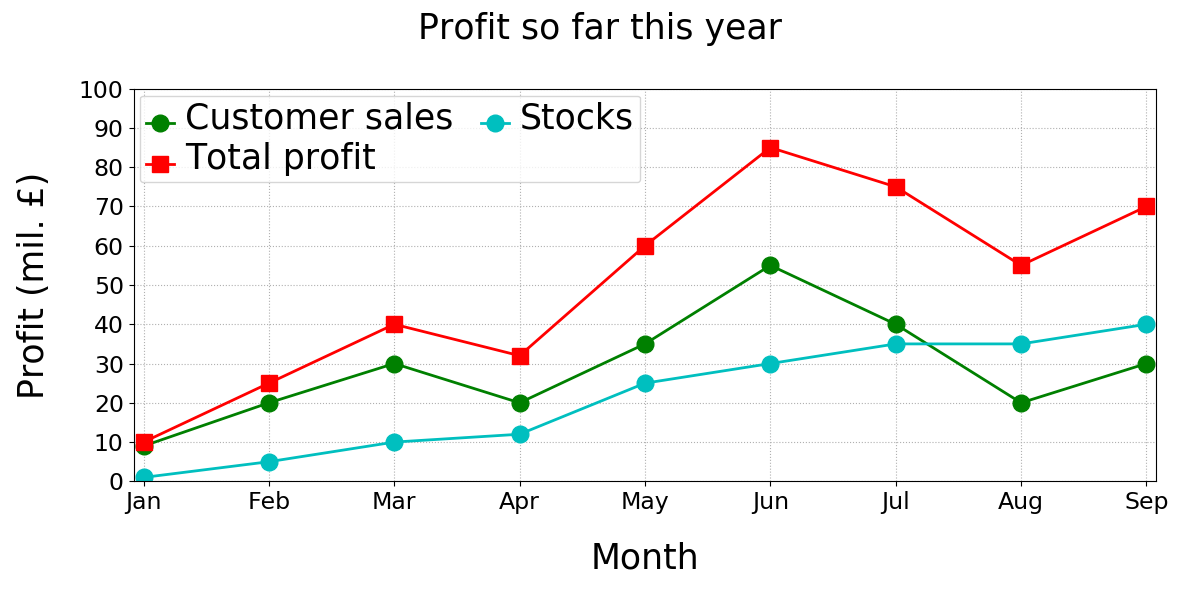 Profit so far this year
Profit (mil. £)
100
90
80
70
60
50
40
30
20
10
0
Customer sales Stocks
Total profit
Jan Feb Mar Apr May Jun Jul Aug Sep
Month